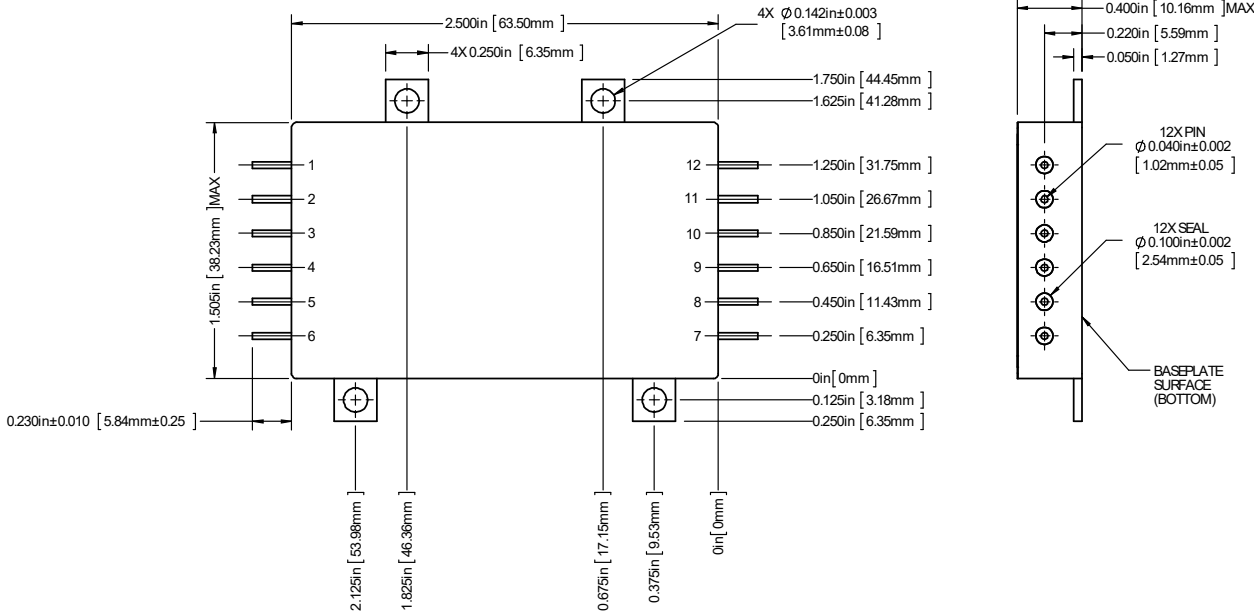 2.500in [ 63.50mm ]
4X 0.250in [ 6.35mm ]
4X Ø 0.142in±0.003
[ 3.61mm±0.08 ]
1.750in [ 44.45mm ]
1.625in [ 41.28mm ]
1.505in [ 38.23mm ] MAX
1
2
3
4
5
6
12
11
10
9
8
7
1.250in [ 31.75mm ]
1.050in [ 26.67mm ]
0.850in [ 21.59mm ]
0.650in [ 16.51mm ]
0.450in [ 11.43mm ]
0.250in [ 6.35mm ]
0in [ 0mm ]
0.125in [ 3.18mm ]
0.250in [ 6.35mm ]
0.230in±0.010 [ 5.84mm±0.25 ]
2.125in [ 53.98mm ]
1.825in [ 46.36mm ]
0.675in [ 17.15mm ]
0.375in [ 9.53mm ]
0in [ 0mm ]
0.400in [ 10.16mm ] MAX
0.220in [ 5.59mm ]
0.050in [ 1.27mm ]
12X PIN
Ø 0.040in±0.002
[ 1.02mm±0.05 ]
12X SEAL
Ø 0.100in±0.002
[ 2.54mm±0.05 ]
BASEPLATE
SURFACE
(BOTTOM)